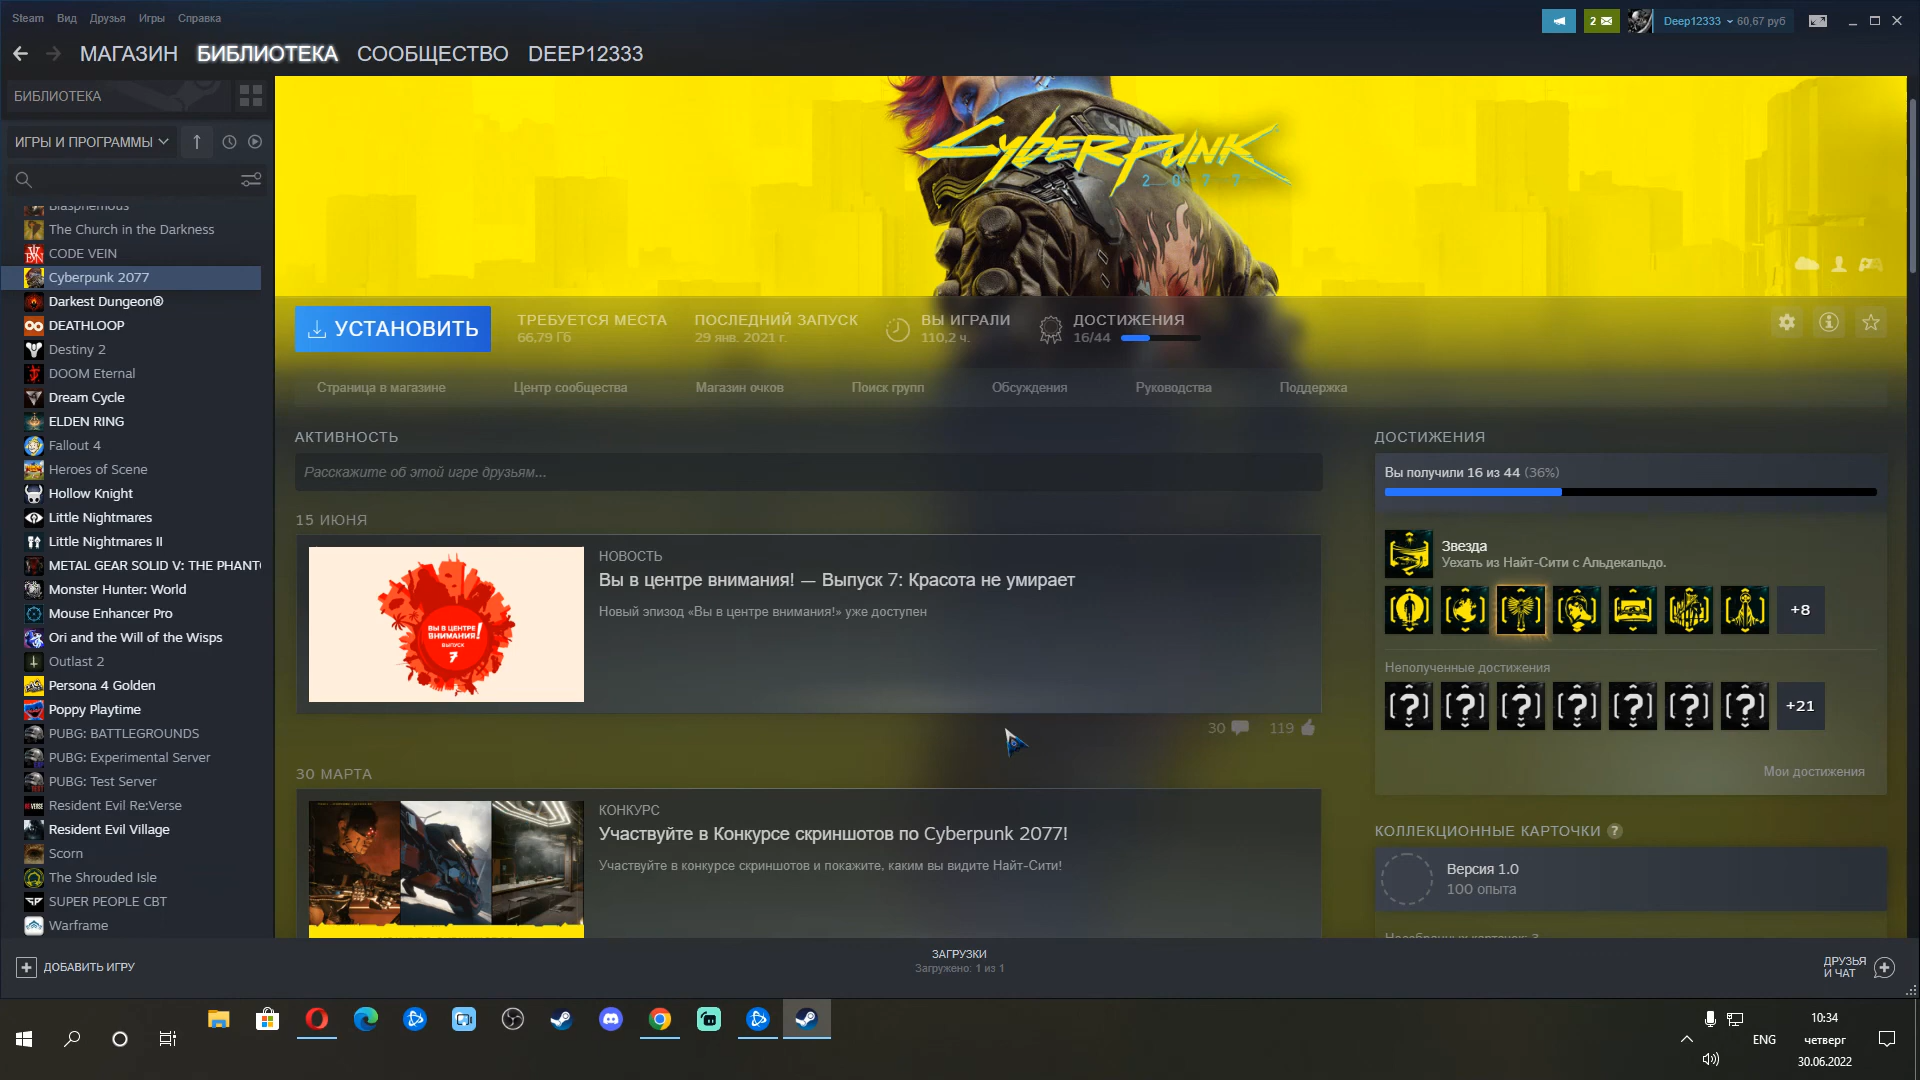 Steam Вид Друзья Игры Справка
2 Deep12333 60,67 руб
МАГАЗИН БИБЛИОТЕКА СООБЩЕСТВО DEEP12333
БИБЛИОТЕКА
ИГРЫ И ПРОГРАММЫ
Blasphemous
The Church in the Darkness
CODE VEIN
Cyberpunk 2077
Darkest Dungeon®
DEATHLOOP
Destiny 2
DOOM Eternal
Dream Cycle
ELDEN RING
Fallout 4
Heroes of Scene
Hollow Knight
Little Nightmares
Little Nightmares II
METAL GEAR SOLID V: THE PHANT
Monster Hunter: World
Mouse Enhancer Pro
Ori and the Will of the Wisps
Outlast 2
Persona 4 Golden
Poppy Playtime
PUBG: BATTLEGROUNDS
PUBG: Experimental Server
PUBG: Test Server
Resident Evil Re:Verse
Resident Evil Village
Scorn
The Shrouded Isle
SUPER PEOPLE CBT
Warframe
Cyberpunk
2077
УСТАНОВИТЬ
ТРЕБУЕТСЯ МЕСТА
66,79 Гб
ПОСЛЕДНИЙ ЗАПУСК
29 янв. 2021 г.
ВЫ ИГРАЛИ
110,2 ч.
ДОСТИЖЕНИЯ
16/44
Страница в магазине Центр сообщества Магазин очков Поиск групп Обсуждения Руководства Поддержка
АКТИВНОСТЬ
Расскажите об этой игре друзьям...
15 ИЮНЯ
ВЫ В ЦЕНТРЕ
ВНИМАНИЯ!
ВЫПУСК
7
НОВОСТЬ
Вы в центре внимания! — Выпуск 7: Красота не умирает
Новый эпизод «Вы в центре внимания!» уже доступен
30 119
30 МАРТА
КОНКУРС
Участвуйте в Конкурсе скриншотов по Cyberpunk 2077!
Участвуйте в конкурсе скриншотов и покажите, каким вы видите Найт-Сити!
ДОСТИЖЕНИЯ
Вы получили 16 из 44 (36%)
Звезда
Уехать из Найт-Сити с Альдекальдо.
+8
Неполученные достижения
+21
Мои достижения
КОЛЛЕКЦИОННЫЕ КАРТОЧКИ ?
Версия 1.0
100 опыта
ДОБАВИТЬ ИГРУ
ЗАГРУЗКИ
Загружено: 1 из 1
ДРУЗЬЯ
И ЧАТ
ENG
10:34
четверг
30.06.2022